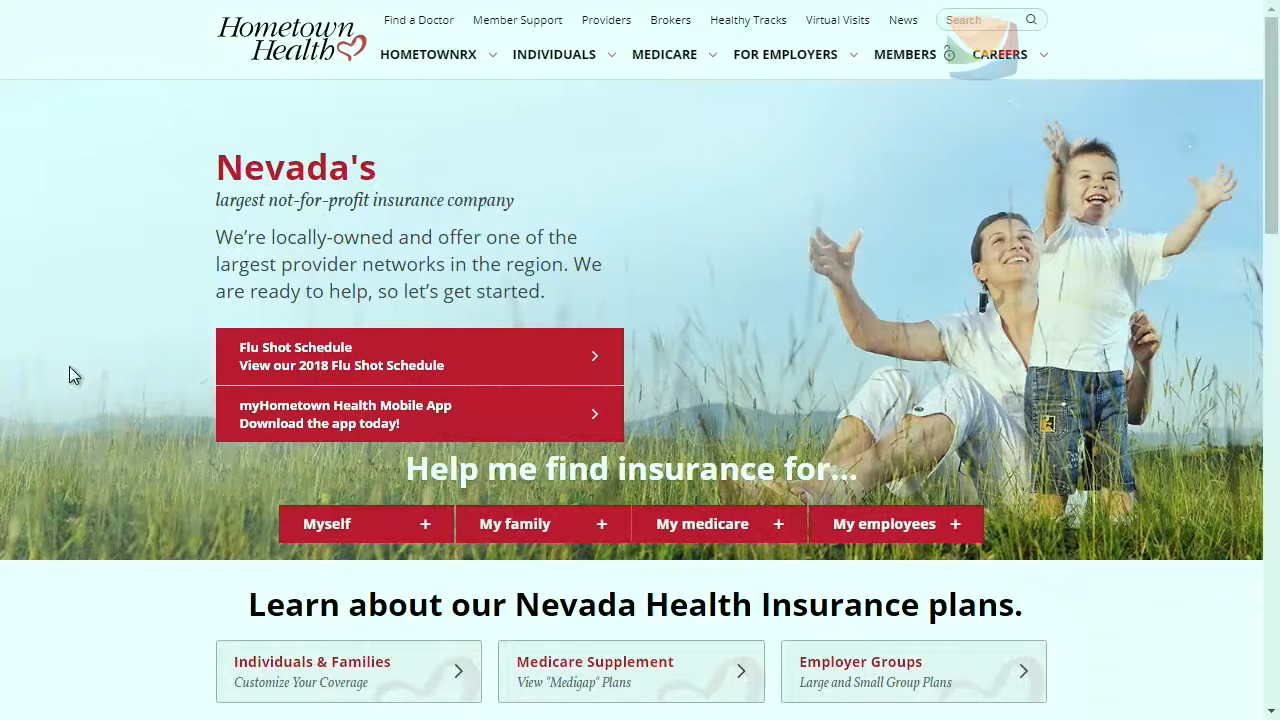 Hometown
Health
Find a Doctor Member Support Providers Brokers Healthy Tracks Virtual Visits News Search
HOMETOWNRX INDIVIDUALS MEDICARE FOR EMPLOYERS MEMBERS CAREERS
Nevada's
largest not-for-profit insurance company
We’re locally-owned and offer one of the
largest provider networks in the region. We
are ready to help, so let’s get started.
Flu Shot Schedule
View our 2018 Flu Shot Schedule
myHometown Health Mobile App
Download the app today!
Help me find insurance for...
Myself + My family + My medicare + My employees +
Learn about our Nevada Health Insurance plans.
Individuals & Families Medicare Supplement Employer Groups
Customize Your Coverage View "Medigap" Plans Large and Small Group Plans